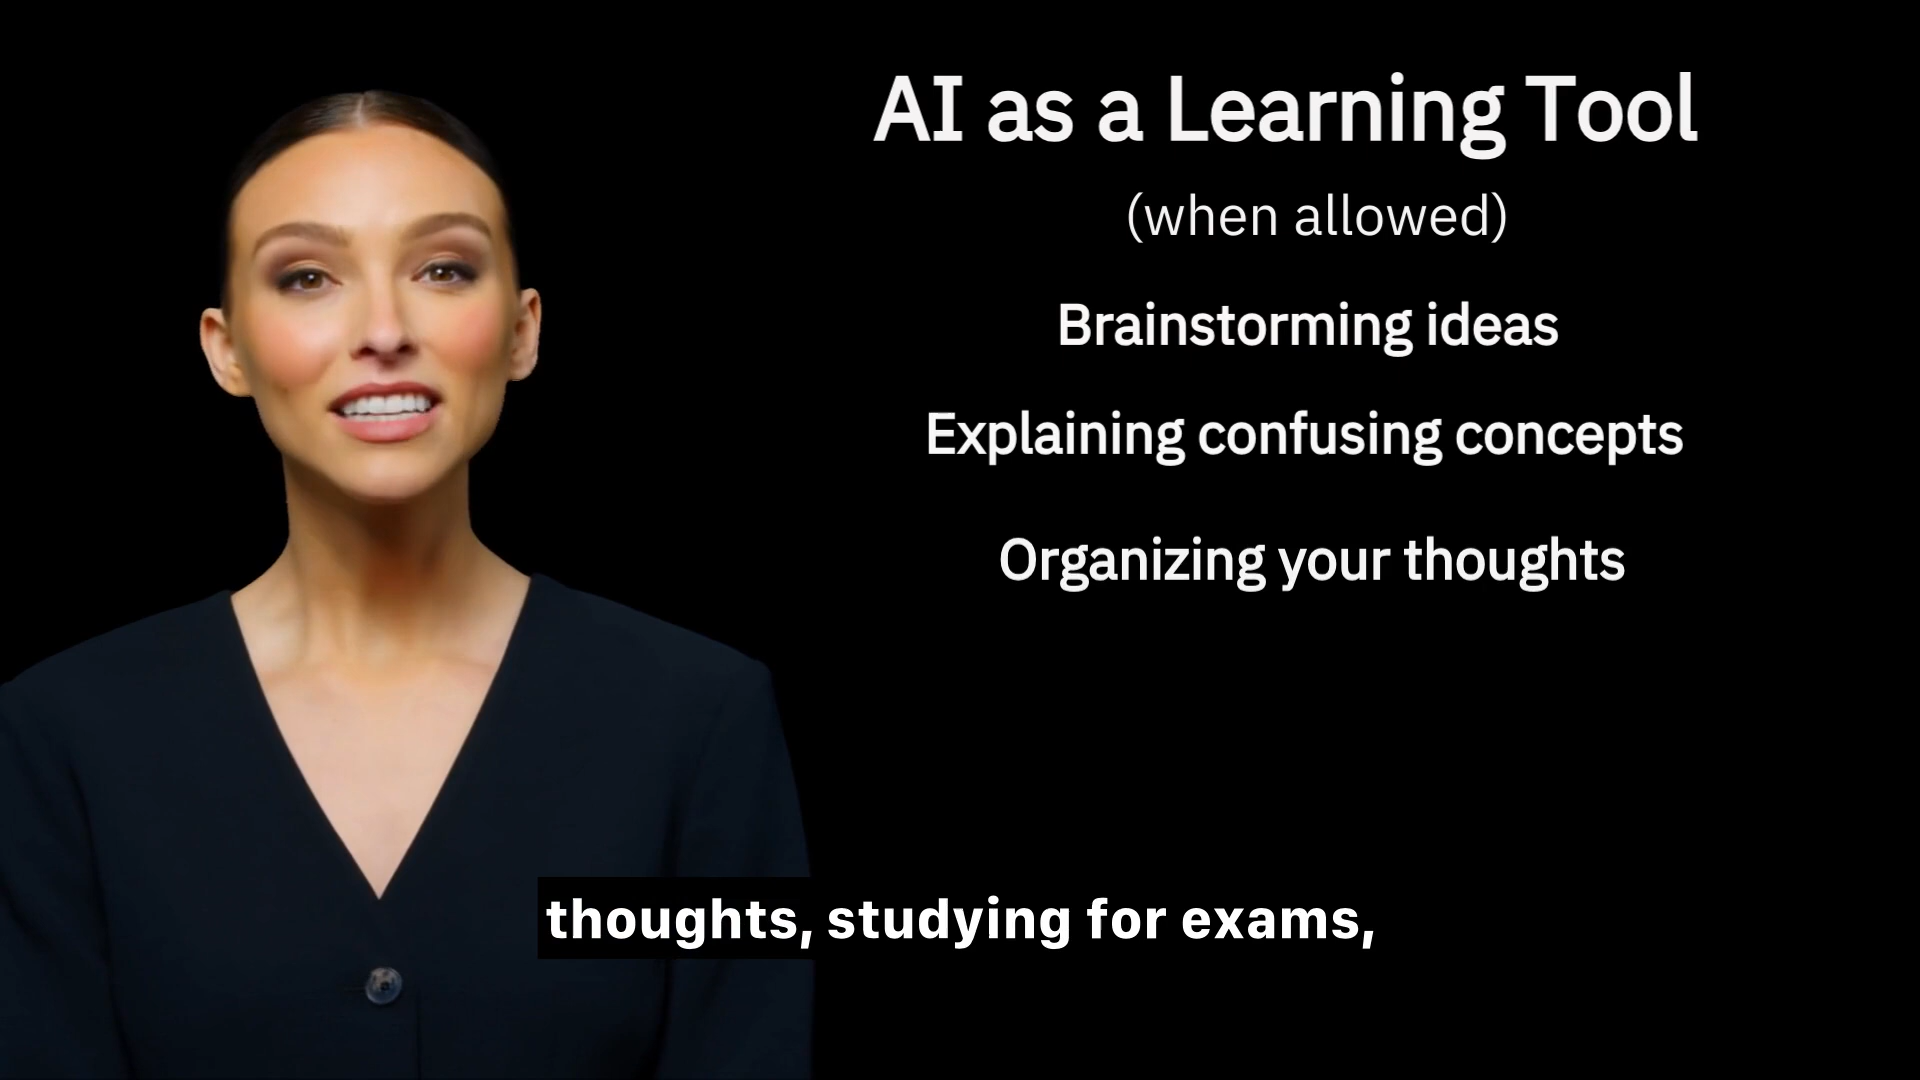 AI as a Learning Tool
(when allowed)
Brainstorming ideas
Explaining confusing concepts
Organizing your thoughts
thoughts, studying for exams,